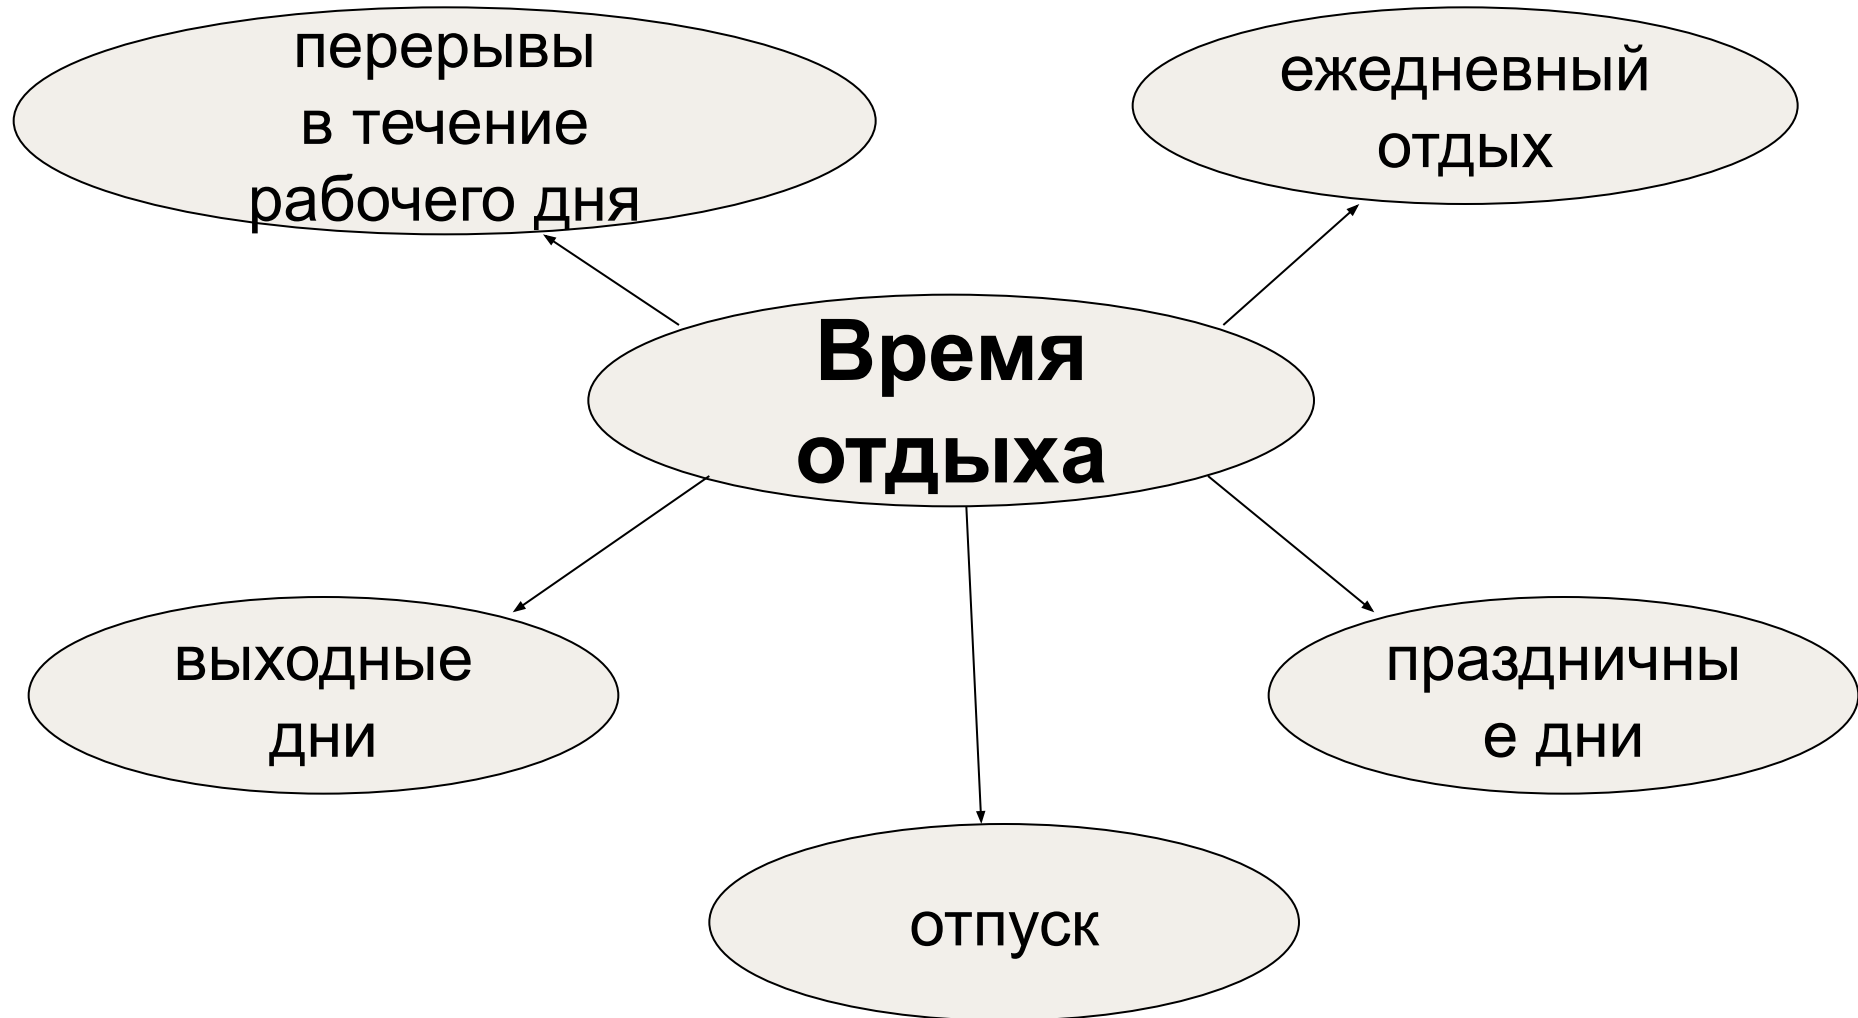 перерывы
в течение
рабочего дня
ежедневный
отдых
Время
отдыха
выходные
дни
праздничны
е дни
отпуск